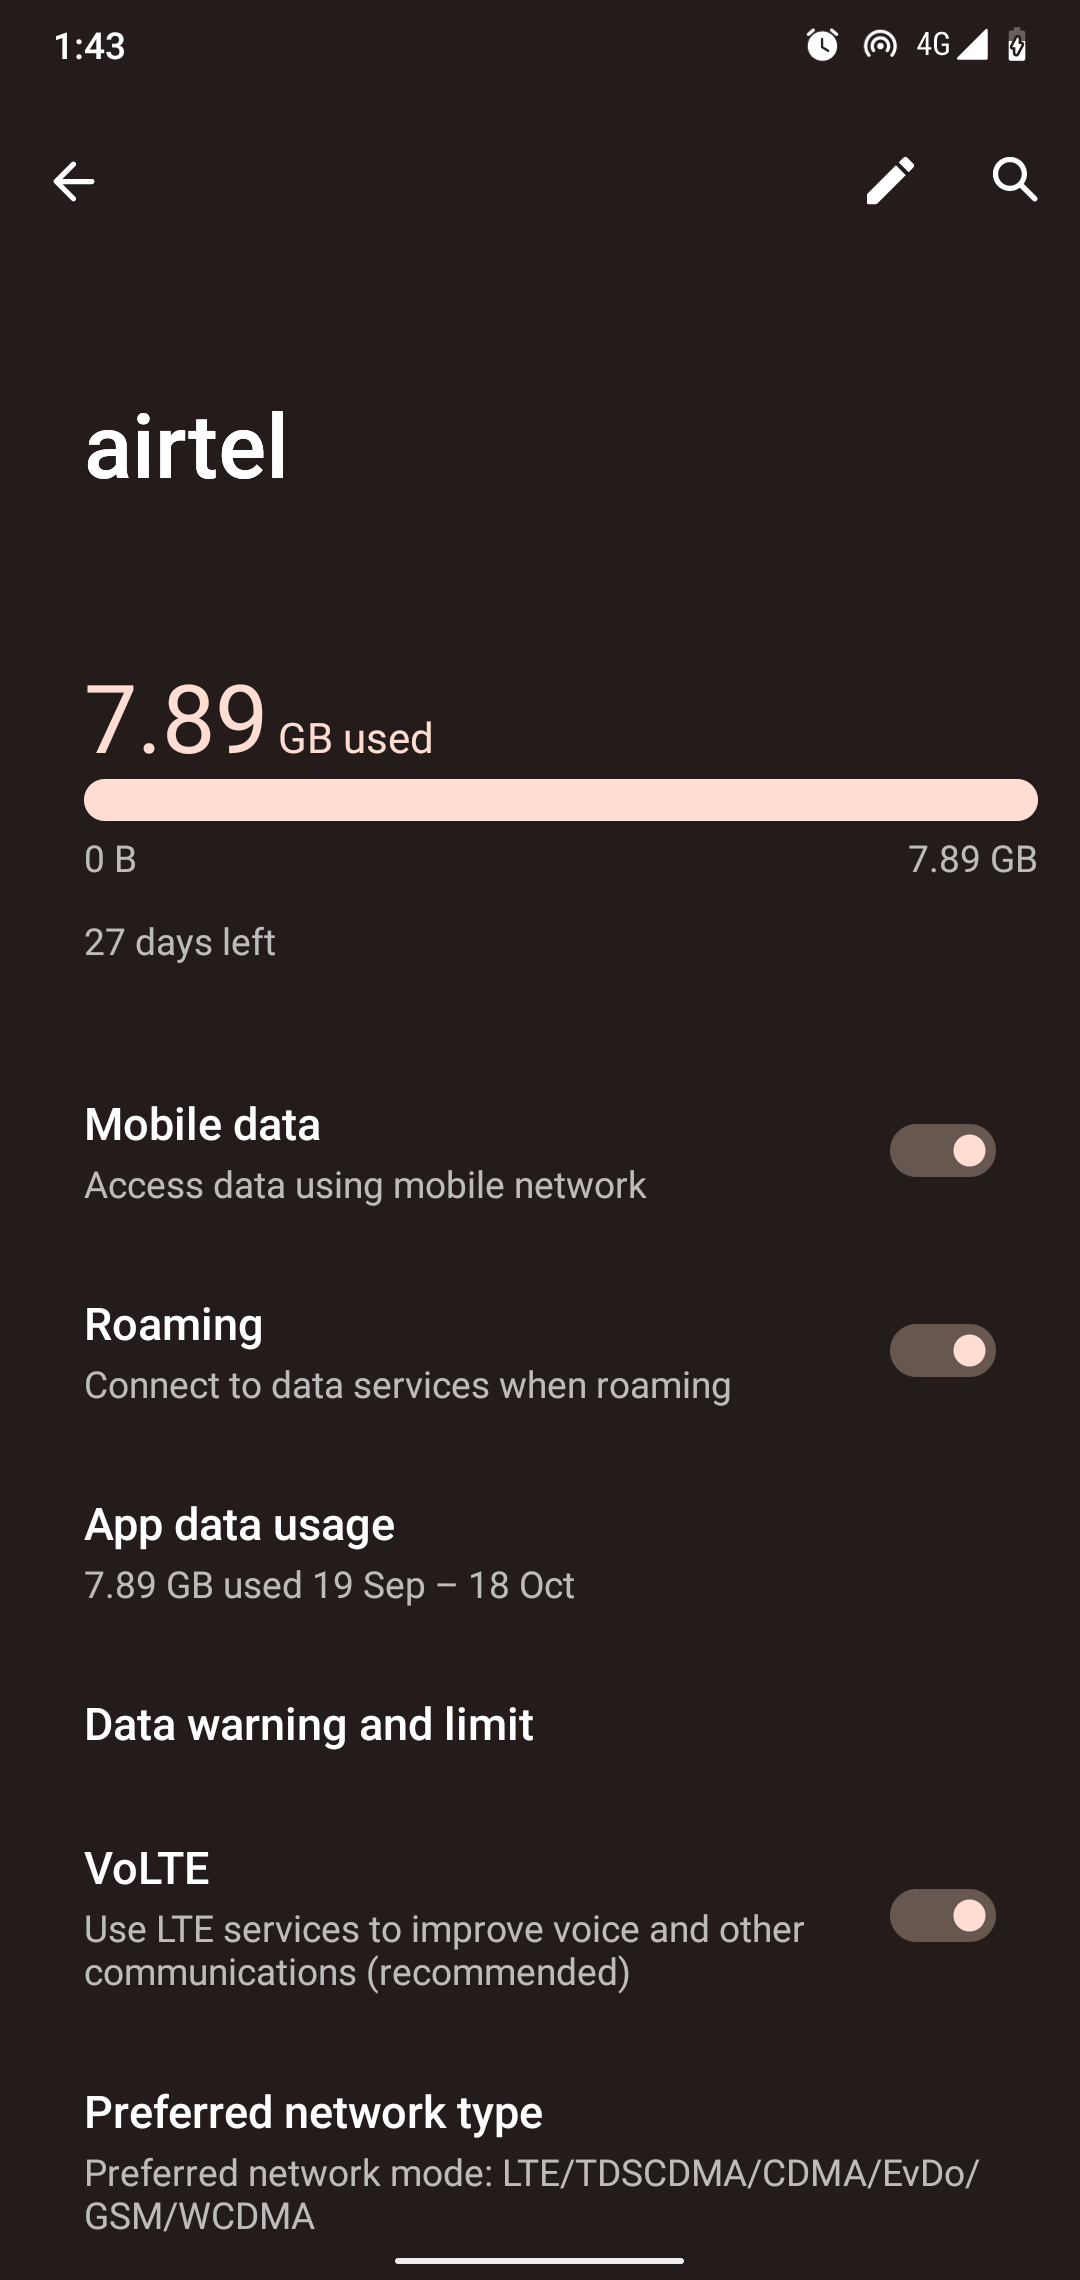 1:43
4G
airtel
7.89 GB used
0 B 7.89 GB
27 days left
Mobile data
Access data using mobile network
Roaming
Connect to data services when roaming
App data usage
7.89 GB used 19 Sep – 18 Oct
Data warning and limit
VoLTE
Use LTE services to improve voice and other
communications (recommended)
Preferred network type
Preferred network mode: LTE/TDSCDMA/CDMA/EvDo/
GSM/WCDMA